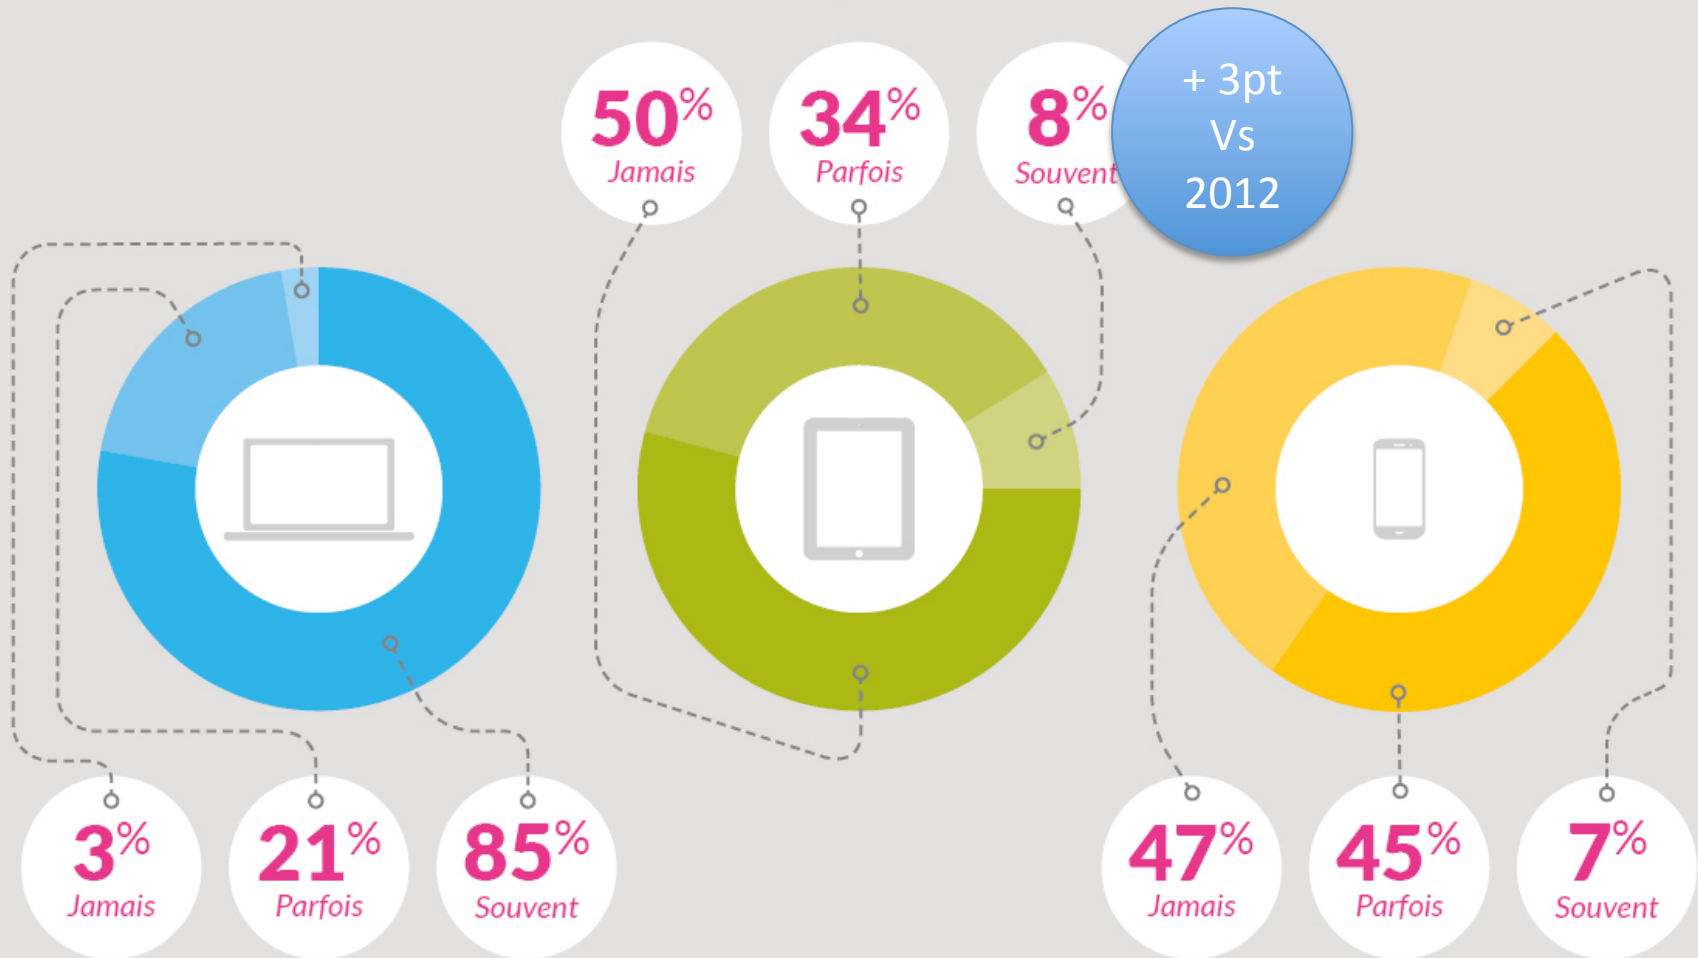 50%
Jamais
34%
Parfois
8%
Souvent
+ 3pt
Vs
2012
3%
Jamais
21%
Parfois
85%
Souvent
47%
Jamais
45%
Parfois
7%
Souvent